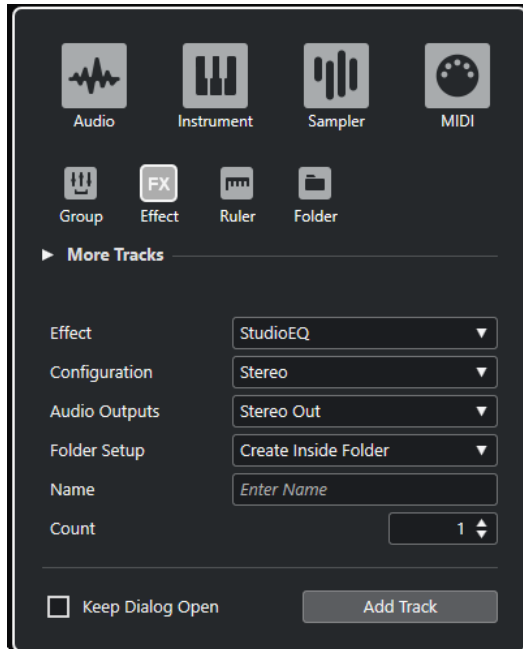 Audio Instrument Sampler MIDI
FX
Group Effect Ruler Folder
More Tracks
Effect StudioEQ
Configuration Stereo
Audio Outputs Stereo Out
Folder Setup Create Inside Folder
Name Enter Name
Count 1
Keep Dialog Open Add Track